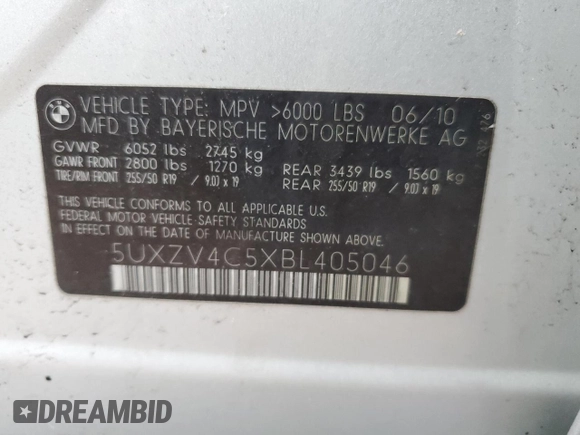 BMW
VEHICLE TYPE: MPV >6000 LBS 06/10
MFD BY BAYERISCHE MOTORENWERKE AG
GVWR 6052 lbs 2745 kg
GAWR FRONT 2800 lbs 1270 kg REAR 3439 lbs 1560 kg
TIRE/RIM FRONT 255/50 R19 / 9.0J x 19 REAR 255/50 R19 / 9.0J x 19
THIS VEHICLE CONFORMS TO ALL APPLICABLE U.S.
FEDERAL MOTOR VEHICLE SAFETY STANDARDS
IN EFFECT ON THE DATE OF MANUFACTURE SHOWN ABOVE.
5UXZV4C5XBL405046
DREAMBID